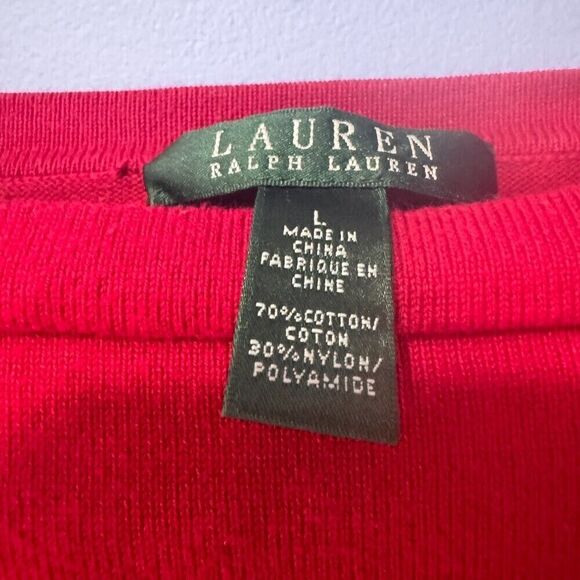 LAUREN
RALPH LAUREN
L
MADE IN
CHINA
FABRIQUE EN
CHINE
70%COTTON/
COTON
30%NYLON/
POLYAMIDE